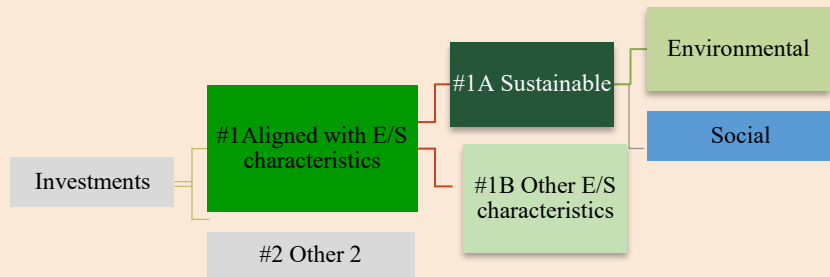 Investments
#1Aligned with E/S
characteristics
#2 Other 2
#1A Sustainable
#1B Other E/S
characteristics
Environmental
Social